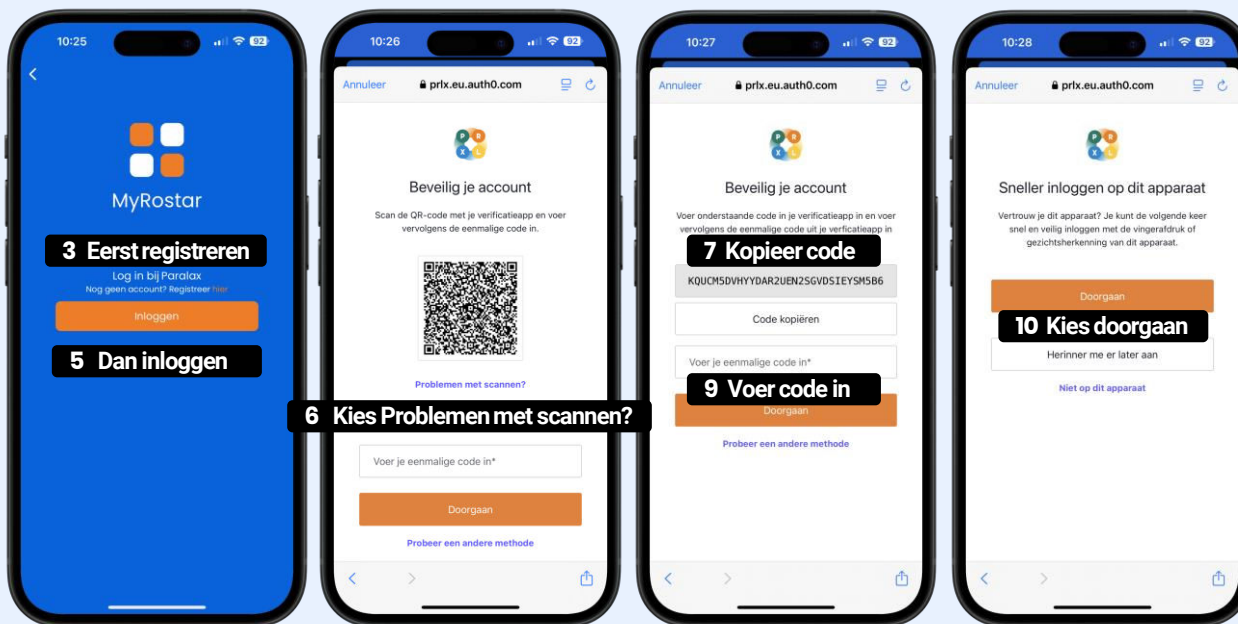 10:25
92
MyRostar
3 Eerst registreren
Log in bij Paralax
Nog geen account? Registreer hier
Inloggen
5 Dan inloggen
10:26
92
Annuleer
prlx.eu.auth0.com
P R
X L
Beveilig je account
Scan de QR-code met je verificatieapp en voer
vervolgens de eenmalige code in.
Problemen met scannen?
6 Kies Problemen met scannen?
Voer je eenmalige code in*
Doorgaan
Probeer een andere methode
10:27
92
Annuleer
prlx.eu.auth0.com
P R
X L
Beveilig je account
Voer onderstaande code in je verificatieapp in en voer
vervolgens de eenmalige code uit je verficatieapp in
7 Kopieer code
KQUCM5DVHYYDAR2UEN2SGVDSIEYSM5B6
Code kopiëren
Voer je eenmalige code in*
9 Voer code in
Doorgaan
Probeer een andere methode
10:28
92
Annuleer
prlx.eu.auth0.com
P R
X L
Sneller inloggen op dit apparaat
Vertrouw je dit apparaat? Je kunt de volgende keer
snel en veilig inloggen met de vingerafdruk of
gezichtsherkenning van dit apparaat.
Doorgaan
10 Kies doorgaan
Herinner me er later aan
Niet op dit apparaat